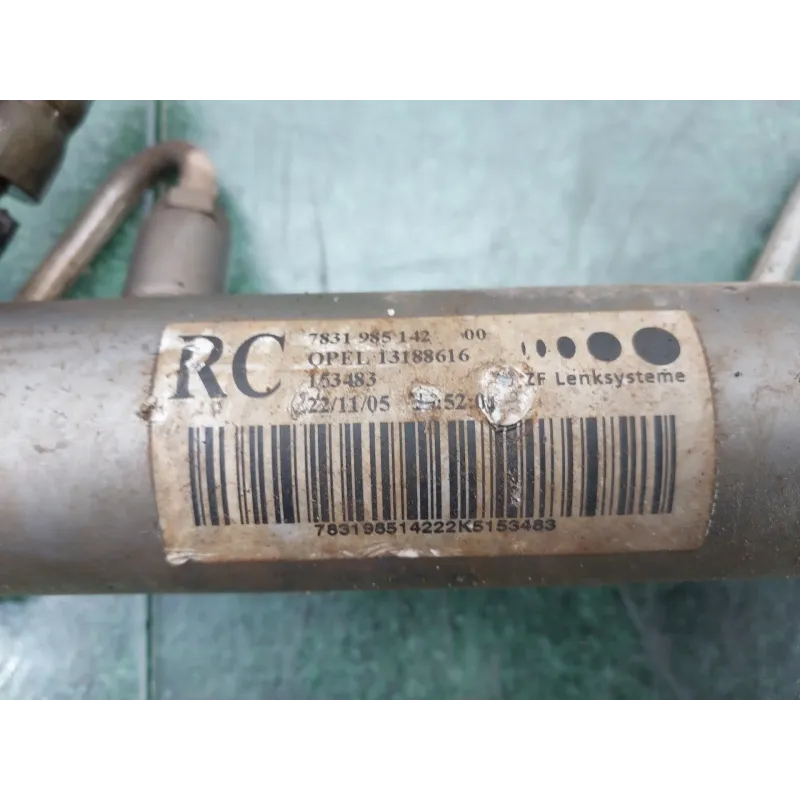 RC
7831 985 142 00
OPEL 13188616
153483
22/11/05
ZF Lenksysteme
783198514222K5153483